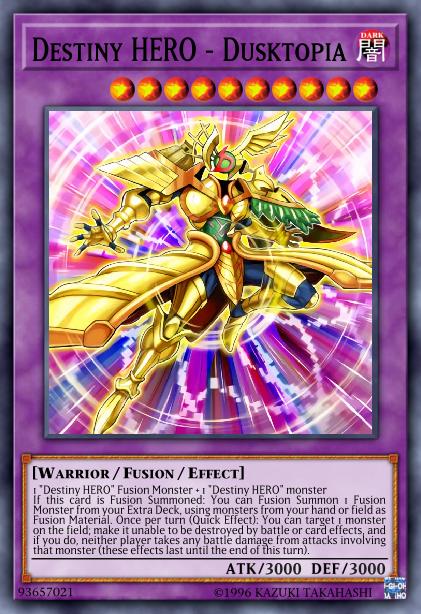 DESTINY HERO - DUSKTOPIA
DARK
闇
[WARRIOR / FUSION / EFFECT]
1 "Destiny HERO" Fusion Monster + 1 "Destiny HERO" monster
If this card is Fusion Summoned: You can Fusion Summon 1 Fusion
Monster from your Extra Deck, using monsters from your hand or field as
Fusion Material. Once per turn (Quick Effect): You can target 1 monster
on the field; make it unable to be destroyed by battle or card effects, and
if you do, neither player takes any battle damage from attacks involving
that monster (these effects last until the end of this turn).
ATK/3000 DEF/3000
93657021
©1996 KAZUKI TAKAHASHI